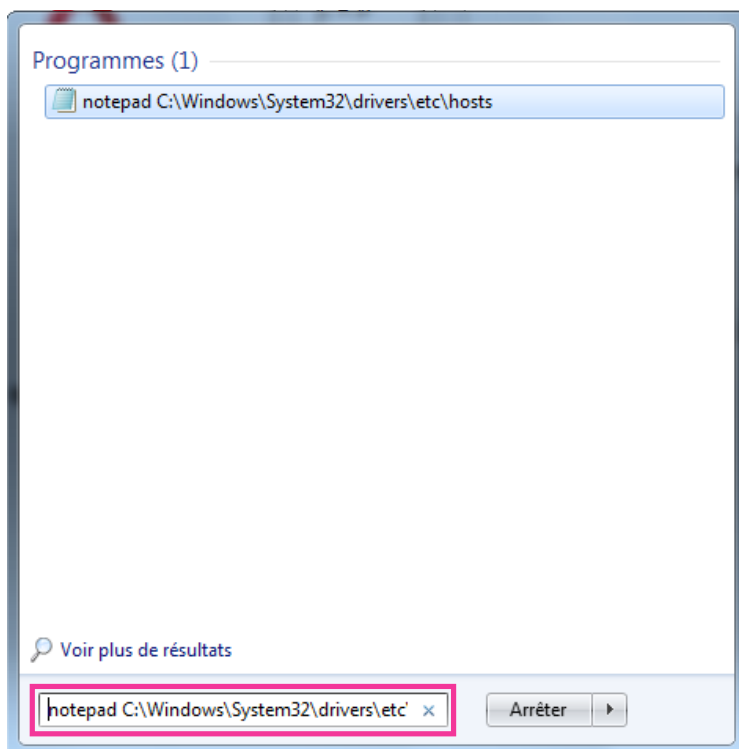 Programmes (1)
notepad C:\Windows\System32\drivers\etc\hosts
Voir plus de résultats
notepad C:\Windows\System32\drivers\etc
Arrêter